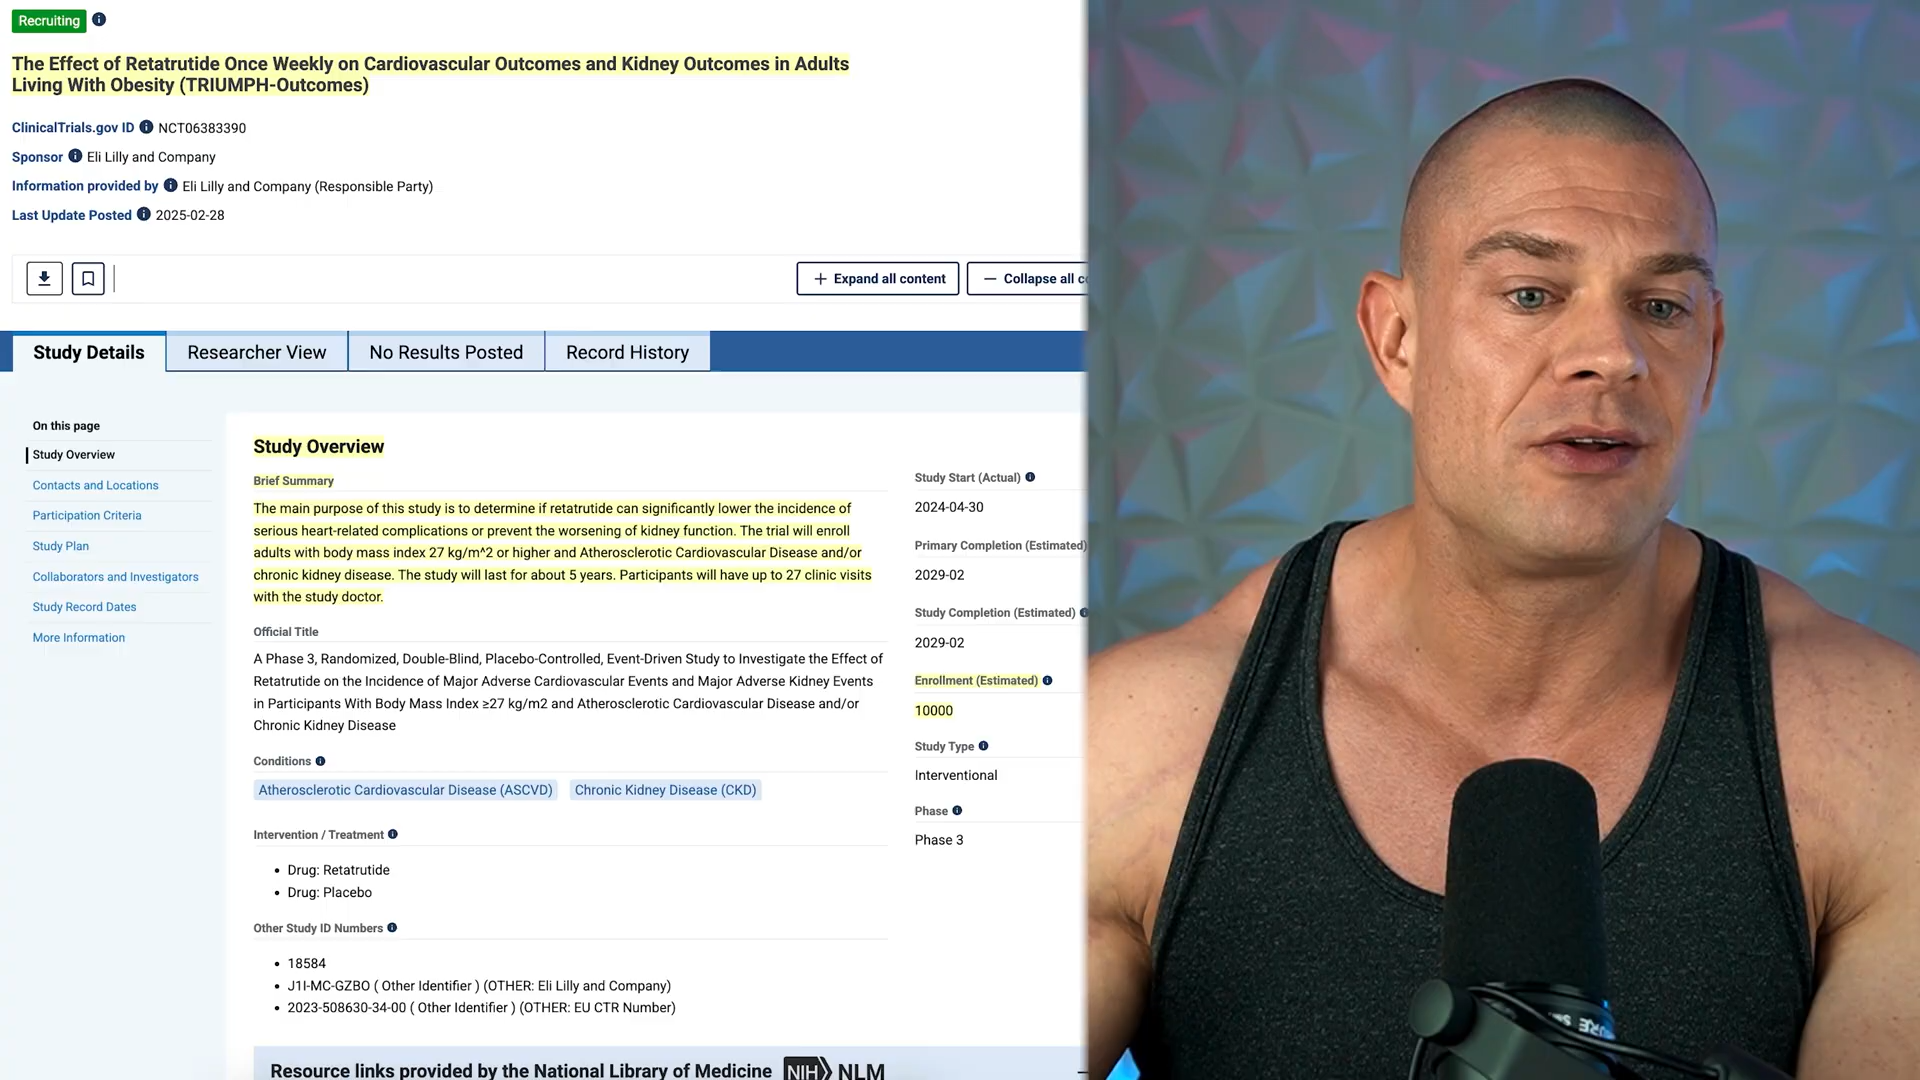 Recruiting
The Effect of Retatrutide Once Weekly on Cardiovascular Outcomes and Kidney Outcomes in Adults
Living With Obesity (TRIUMPH-Outcomes)
ClinicalTrials.gov ID NCT06383390
Sponsor Eli Lilly and Company
Information provided by Eli Lilly and Company (Responsible Party)
Last Update Posted 2025-02-28
+ Expand all content — Collapse all
Study Details Researcher View No Results Posted Record History
On this page
Study Overview
Contacts and Locations
Participation Criteria
Study Plan
Collaborators and Investigators
Study Record Dates
More Information
Study Overview
Brief Summary
The main purpose of this study is to determine if retatrutide can significantly lower the incidence of
serious heart-related complications or prevent the worsening of kidney function. The trial will enroll
adults with body mass index 27 kg/m^2 or higher and Atherosclerotic Cardiovascular Disease and/or
chronic kidney disease. The study will last for about 5 years. Participants will have up to 27 clinic visits
with the study doctor.
Official Title
A Phase 3, Randomized, Double-Blind, Placebo-Controlled, Event-Driven Study to Investigate the Effect of
Retatrutide on the Incidence of Major Adverse Cardiovascular Events and Major Adverse Kidney Events
in Participants With Body Mass Index ≥27 kg/m2 and Atherosclerotic Cardiovascular Disease and/or
Chronic Kidney Disease
Conditions
Atherosclerotic Cardiovascular Disease (ASCVD) Chronic Kidney Disease (CKD)
Intervention / Treatment
• Drug: Retatrutide
• Drug: Placebo
Other Study ID Numbers
• 18584
• J1I-MC-GZBO ( Other Identifier ) (OTHER: Eli Lilly and Company)
• 2023-508630-34-00 ( Other Identifier ) (OTHER: EU CTR Number)
Study Start (Actual)
2024-04-30
Primary Completion (Estimated)
2029-02
Study Completion (Estimated)
2029-02
Enrollment (Estimated)
10000
Study Type
Interventional
Phase
Phase 3
Resource links provided by the National Library of Medicine NIH NLM